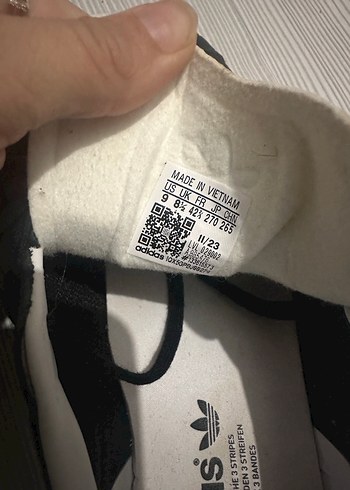 MADE IN VIETNAM
US UK FR JP CHN
9 8½ 42⅔ 270 265
11/23
adidas
HE 3 STRIPES
DEN 3 STREIFEN
3 BANDES